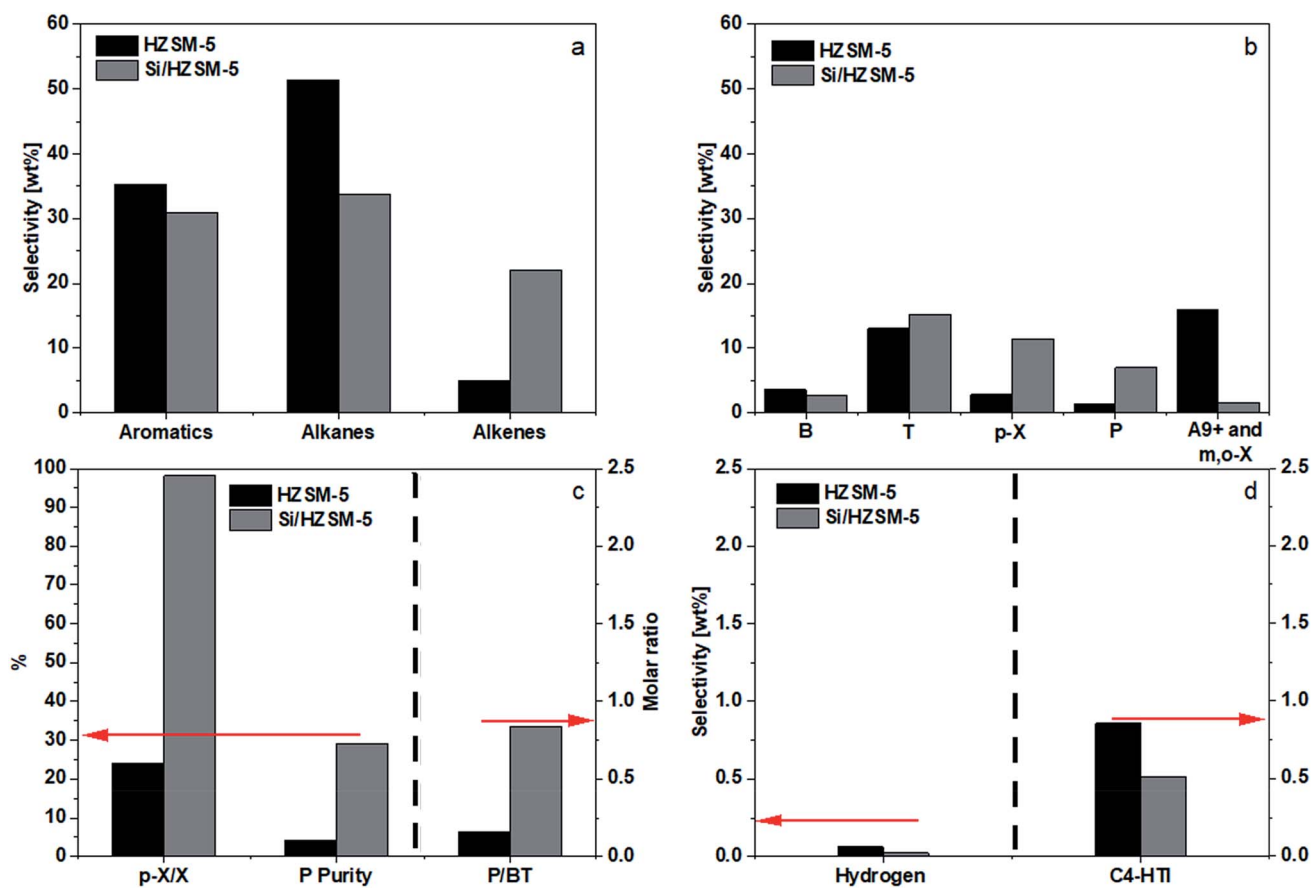 a
HZSM-5
Si/HZSM-5
Selectivity [wt%]
60
50
40
30
20
10
0
Aromatics Alkanes Alkenes
b
HZSM-5
Si/HZSM-5
Selectivity [wt%]
60
50
40
30
20
10
0
B T p-X P A9+ and
m,o-X
c
HZSM-5
Si/HZSM-5
%
100
90
80
70
60
50
40
30
20
10
0
Molar ratio
2.5
2.0
1.5
1.0
0.5
0.0
p-X/X P Purity P/BT
d
HZSM-5
Si/HZSM-5
Selectivity [wt%]
2.5
2.0
1.5
1.0
0.5
0.0
2.5
2.0
1.5
1.0
0.5
0.0
Hydrogen C4-HTI